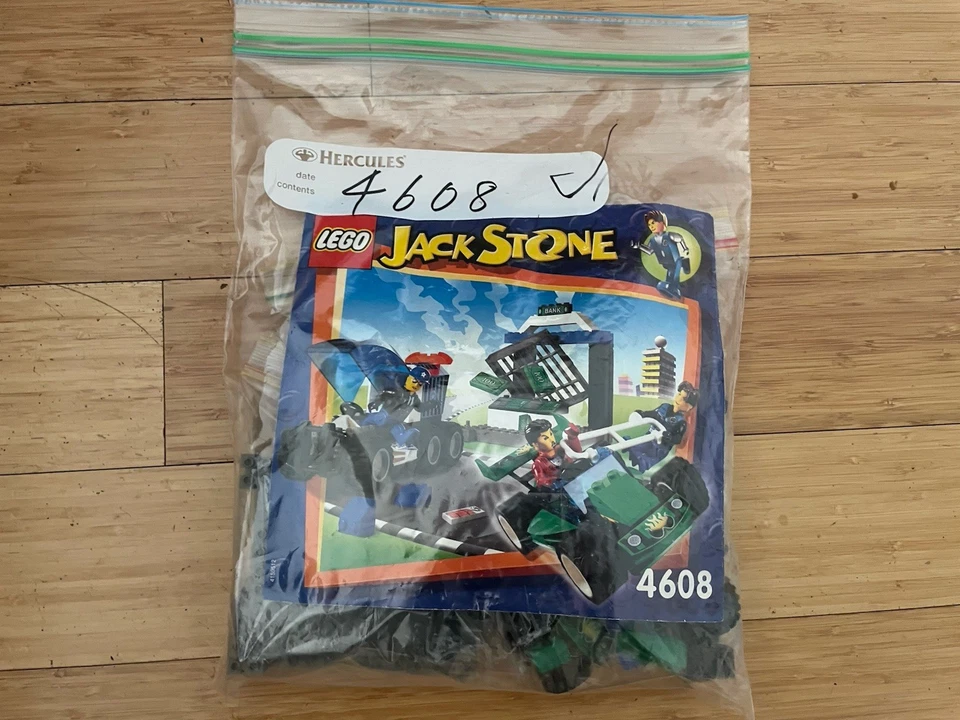 HERCULES
date
contents
4608 ✓
LEGO
JACK STONE
BANK
4608